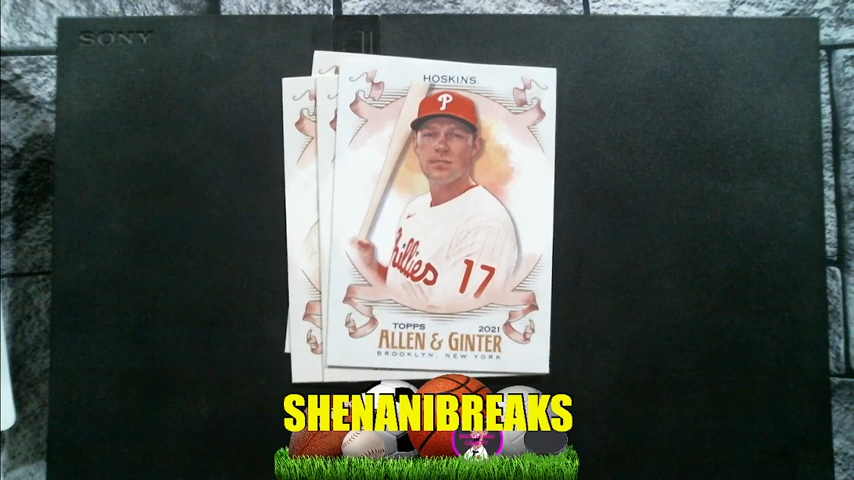 SONY
HOSKINS
P
Phillies
17
TOPPS 2021
ALLEN & GINTER
BROOKLYN, NEW YORK
SHENANIBREAKS